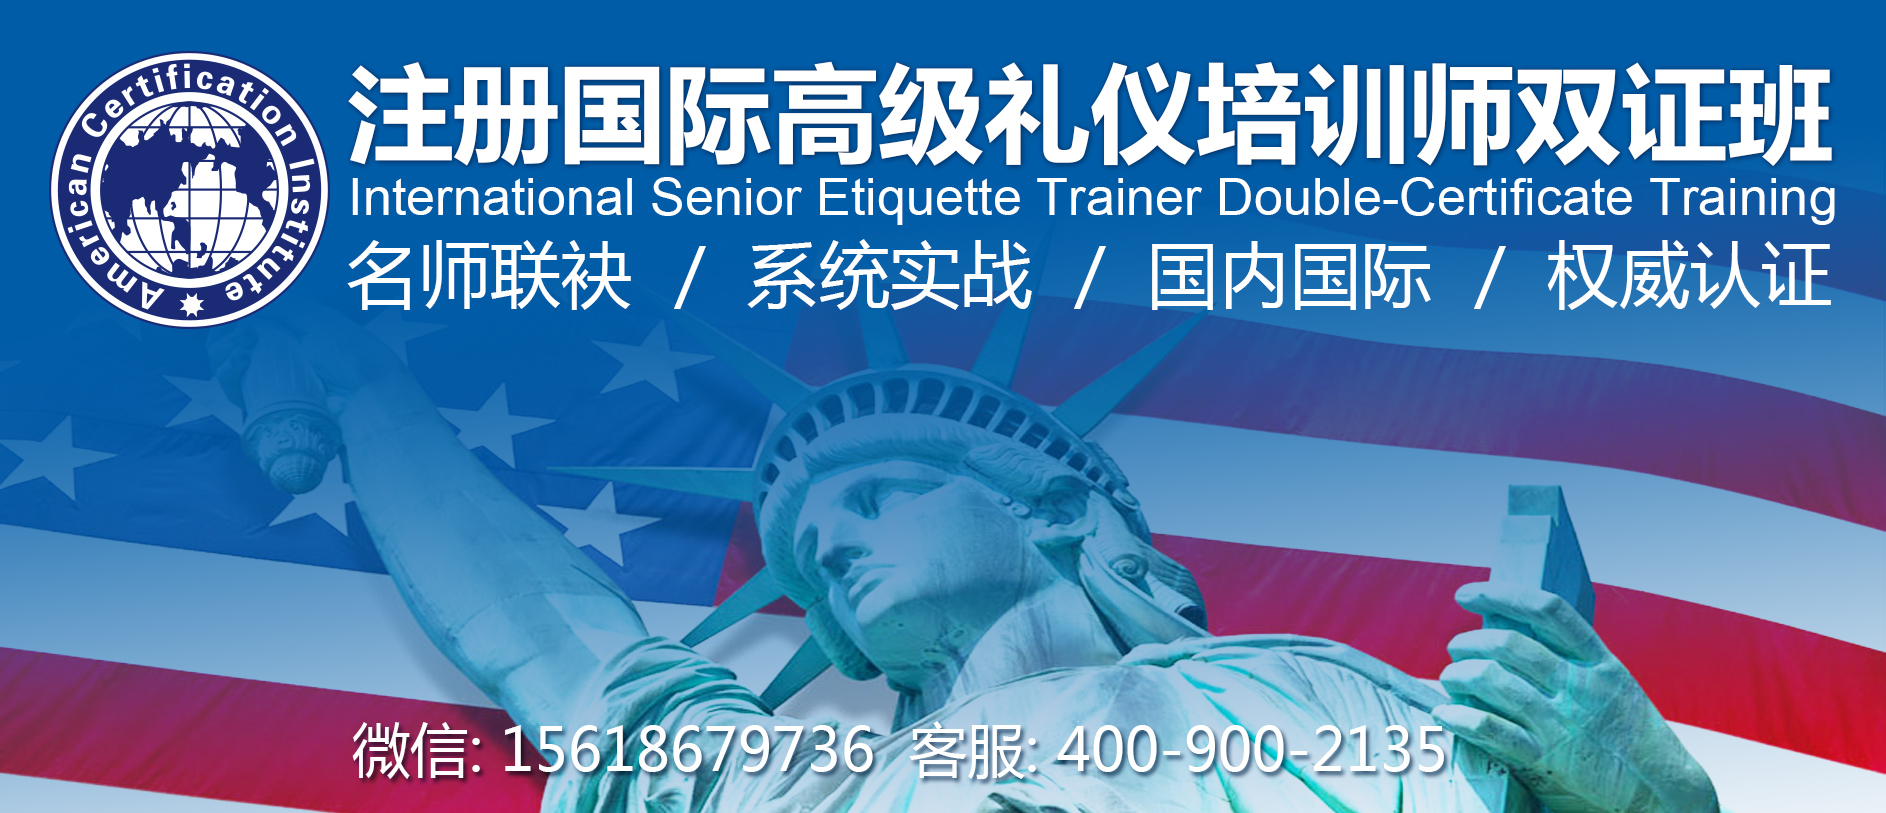 American Certification Institute
注册国际高级礼仪培训师双证班
International Senior Etiquette Trainer Double-Certificate Training
名师联袂 / 系统实战 / 国内国际 / 权威认证
微信: 15618679736 客服: 400-900-2135